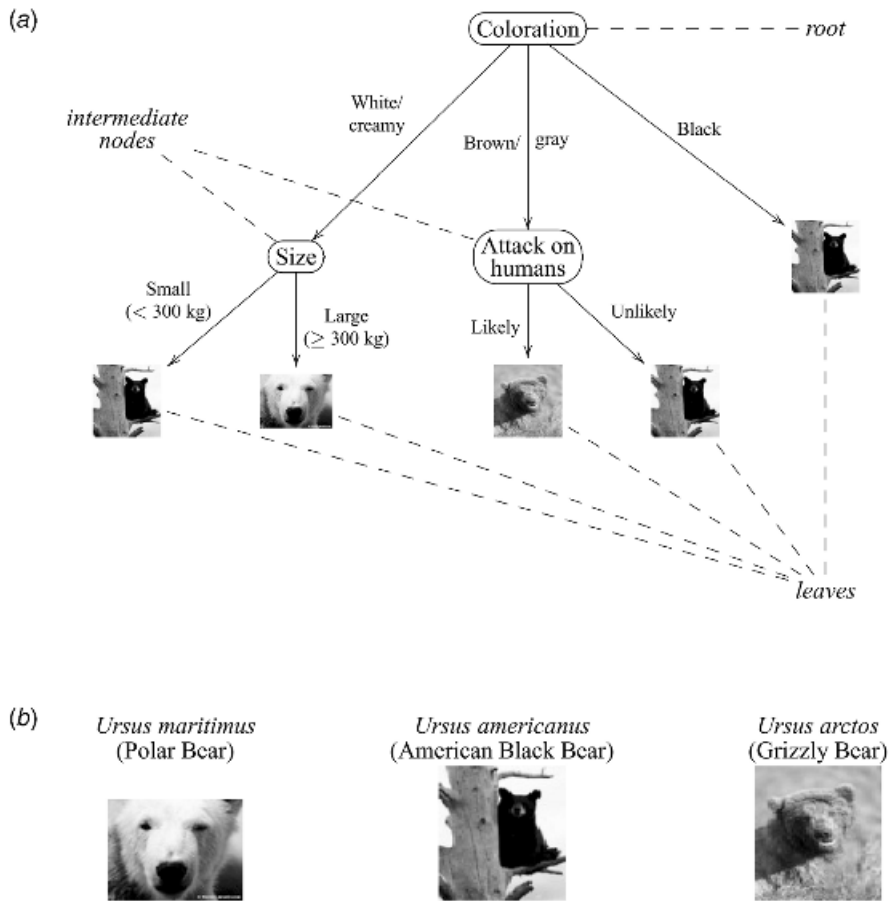 (a)
Coloration
root
White/
creamy
intermediate
nodes
Brown/
gray
Black
Size
Attack on
humans
Small
(< 300 kg)
Large
(≥ 300 kg)
Likely
Unlikely
leaves
(b)
Ursus maritimus
(Polar Bear)
Ursus americanus
(American Black Bear)
Ursus arctos
(Grizzly Bear)